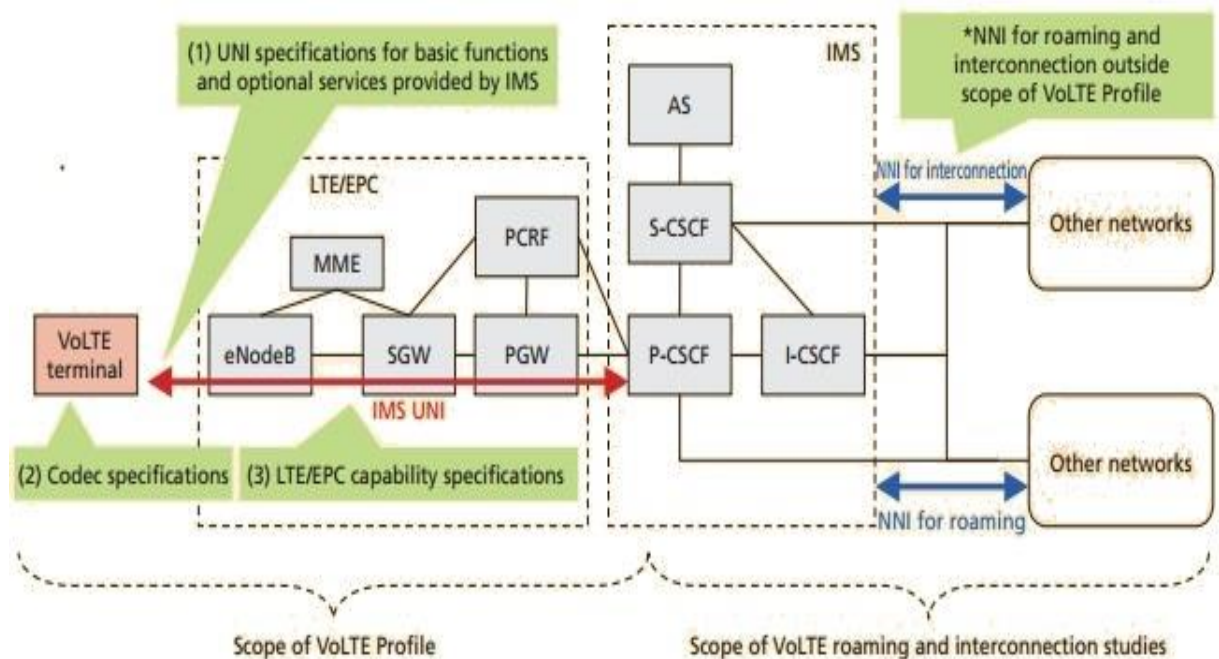 (1) UNI specifications for basic functions
and optional services provided by IMS
IMS
*NNI for roaming and
interconnection outside
scope of VoLTE Profile
AS
LTE/EPC
NNI for interconnection
PCRF
S-CSCF
Other networks
MME
VoLTE
terminal
eNodeB
SGW
PGW
P-CSCF
I-CSCF
IMS UNI
(2) Codec specifications
(3) LTE/EPC capability specifications
Other networks
NNI for roaming
Scope of VoLTE Profile
Scope of VoLTE roaming and interconnection studies